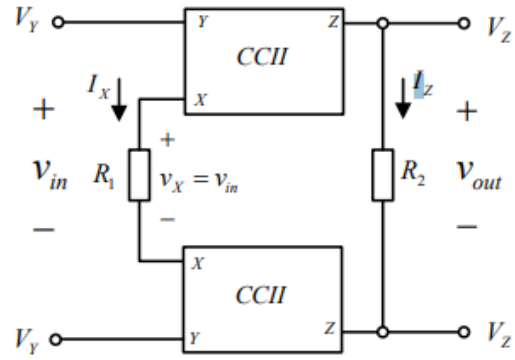 V_Y Y Z V_Z
CCII
I_X X I_Z
+ + +
v_in R_1 v_X = v_in R_2 v_out
− − −
X
CCII
V_Y Y Z V_Z